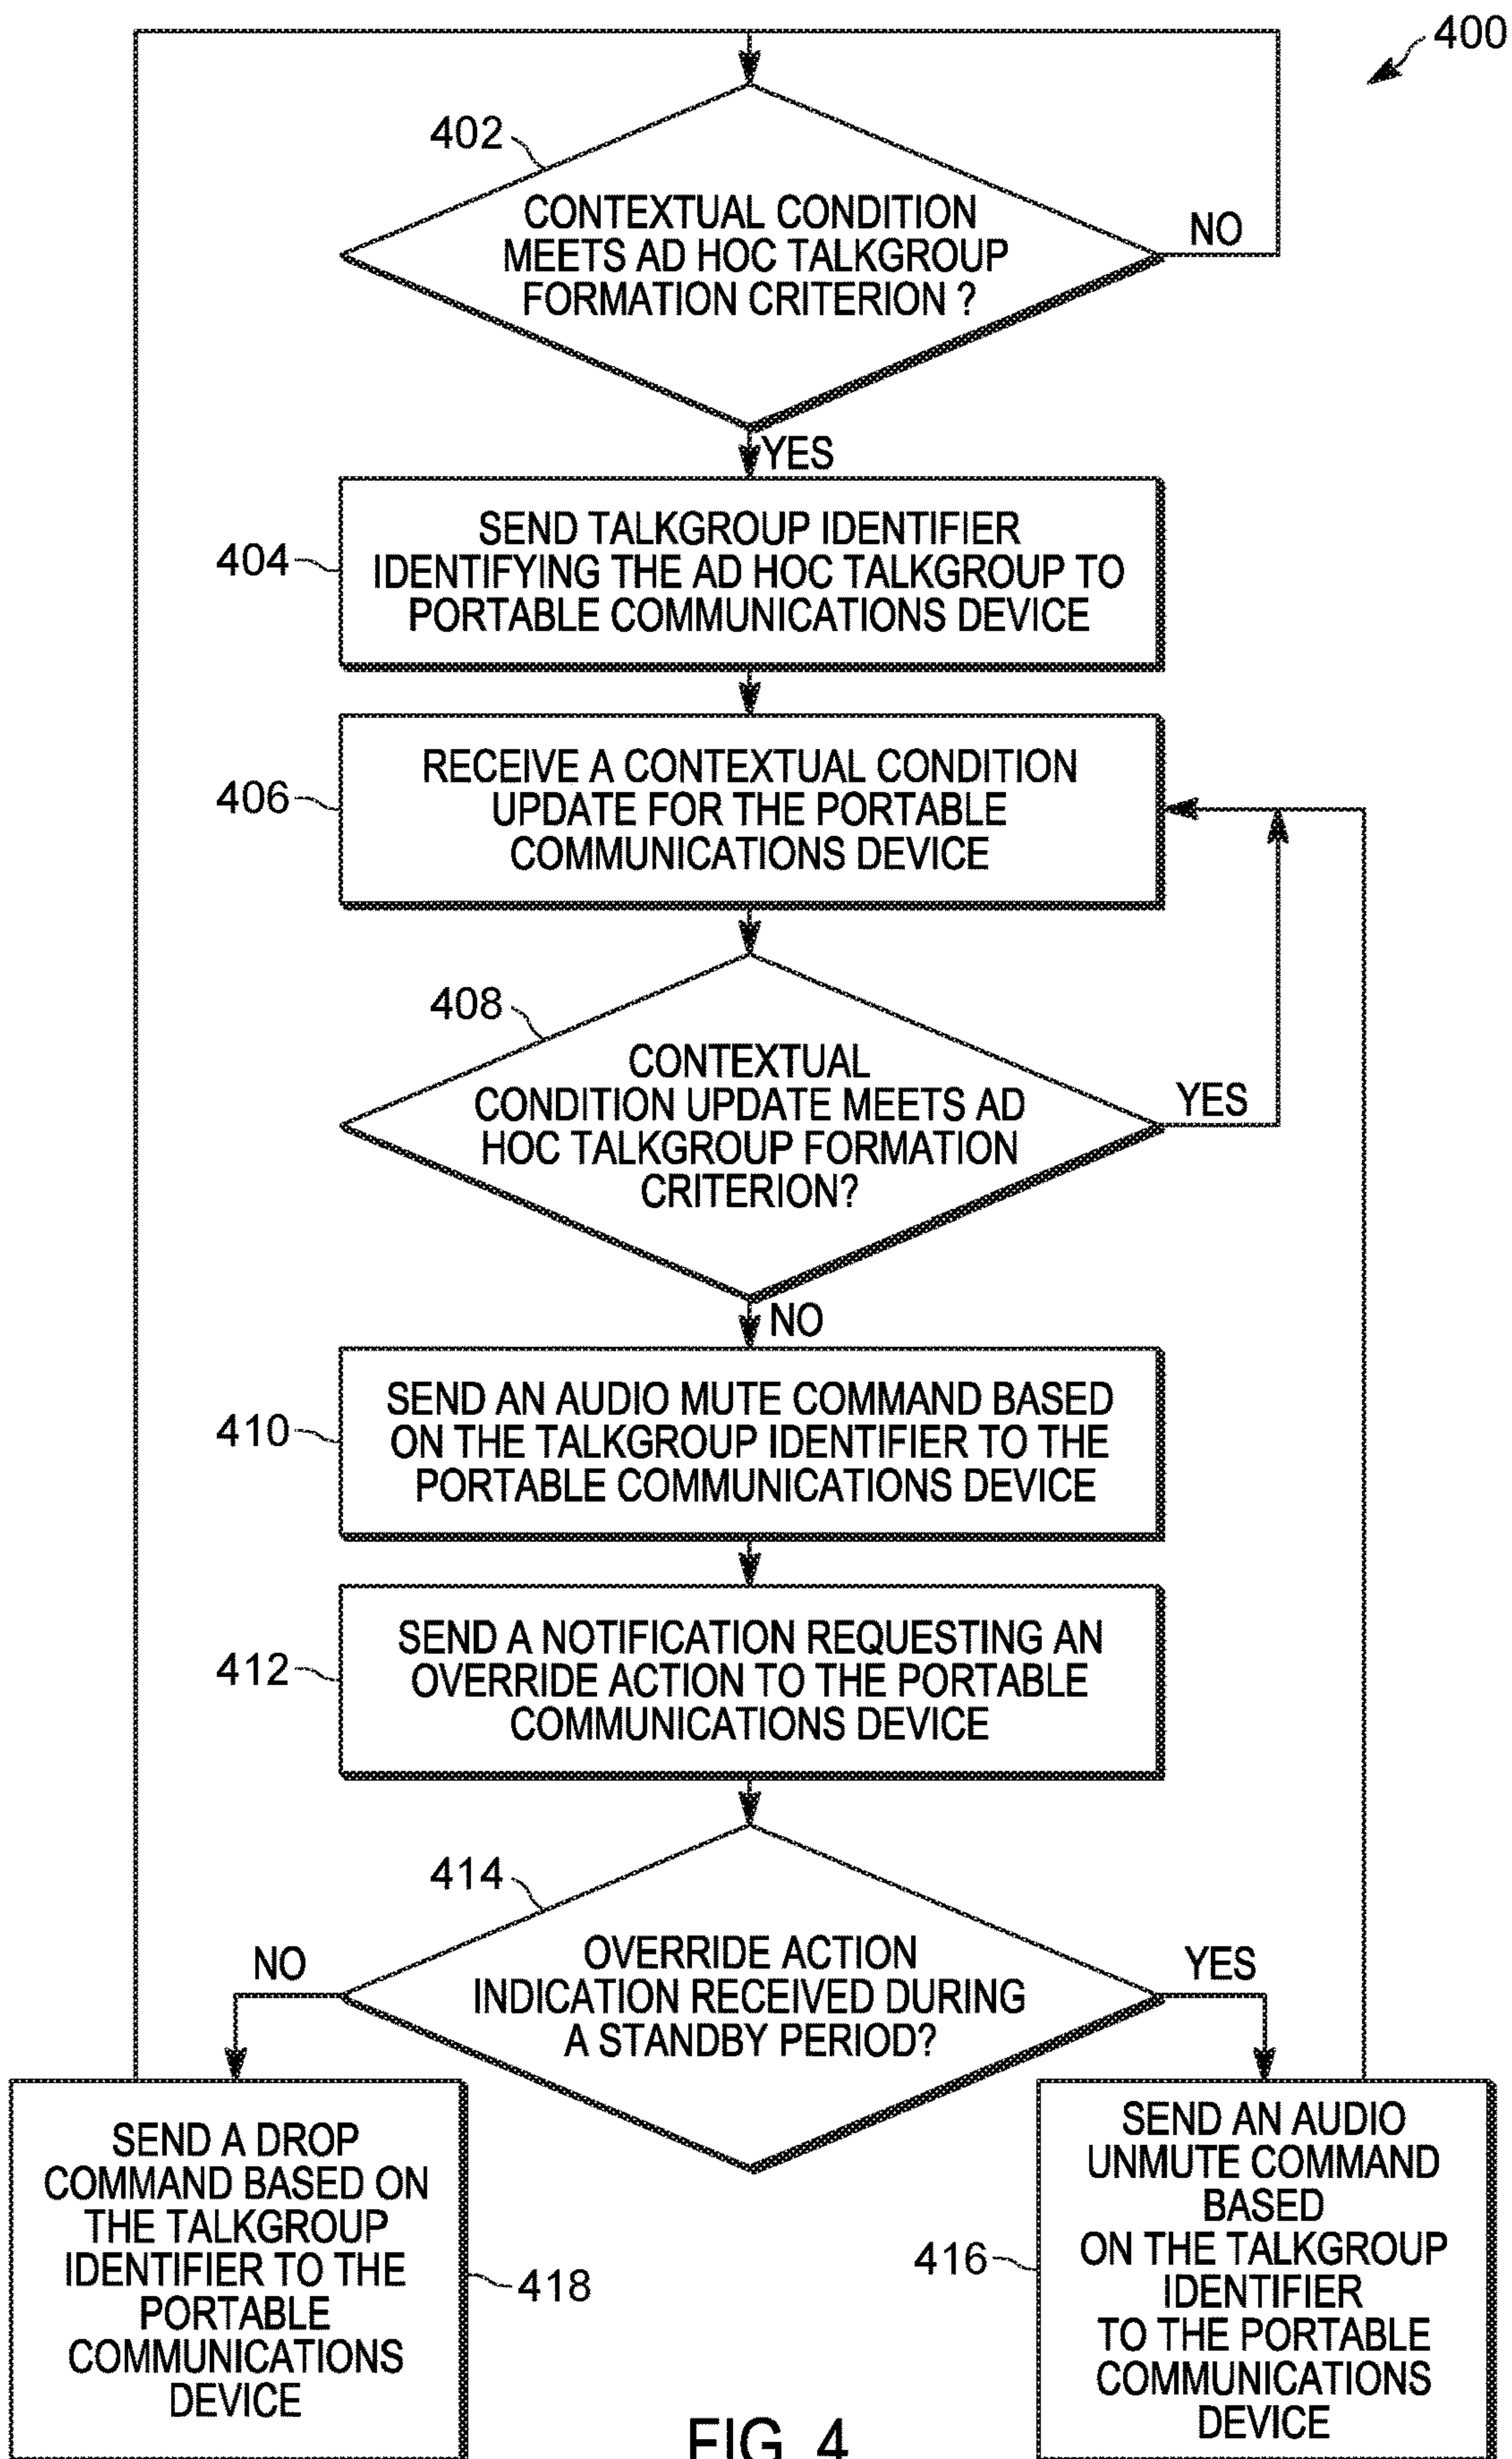 400
402
CONTEXTUAL CONDITION
MEETS AD HOC TALKGROUP
FORMATION CRITERION ?
NO
YES
404
SEND TALKGROUP IDENTIFIER
IDENTIFYING THE AD HOC TALKGROUP TO
PORTABLE COMMUNICATIONS DEVICE
406
RECEIVE A CONTEXTUAL CONDITION
UPDATE FOR THE PORTABLE
COMMUNICATIONS DEVICE
408
CONTEXTUAL
CONDITION UPDATE MEETS AD
HOC TALKGROUP FORMATION
CRITERION?
YES
NO
410
SEND AN AUDIO MUTE COMMAND BASED
ON THE TALKGROUP IDENTIFIER TO THE
PORTABLE COMMUNICATIONS DEVICE
412
SEND A NOTIFICATION REQUESTING AN
OVERRIDE ACTION TO THE PORTABLE
COMMUNICATIONS DEVICE
414
OVERRIDE ACTION
INDICATION RECEIVED DURING
A STANDBY PERIOD?
NO
YES
SEND A DROP
COMMAND BASED ON
THE TALKGROUP
IDENTIFIER TO THE
PORTABLE
COMMUNICATIONS
DEVICE
418
416
SEND AN AUDIO
UNMUTE COMMAND
BASED
ON THE TALKGROUP
IDENTIFIER
TO THE PORTABLE
COMMUNICATIONS
DEVICE
FIG. 4